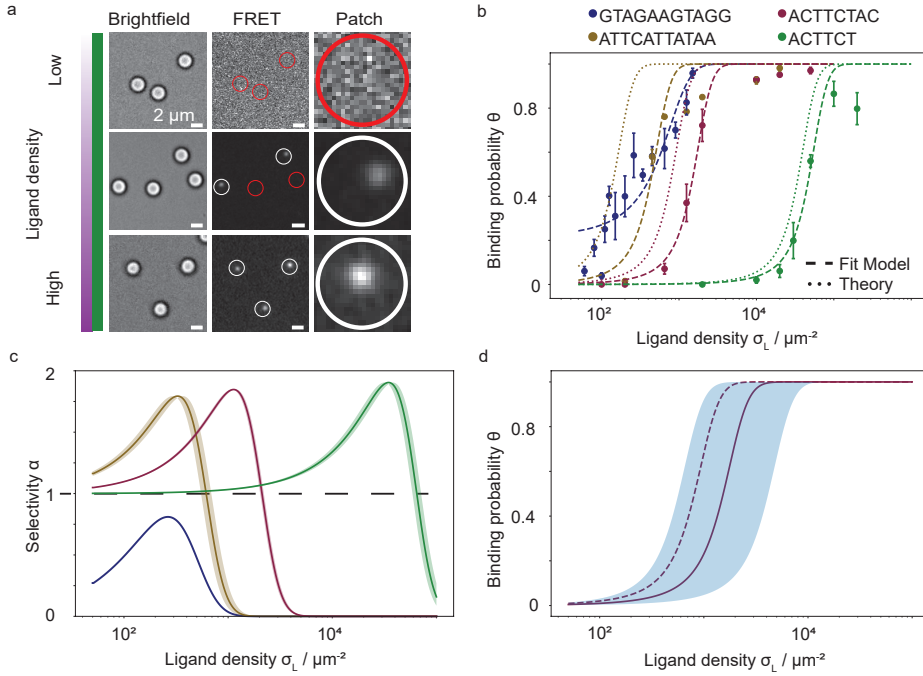 a
Brightfield
FRET
Patch
Low
Ligand density
High
2 µm
b
GTAGAAGTAGG
ACTTCTAC
ATTCATTATAA
ACTTCT
Binding probability θ
0.8
0.4
0
Fit Model
Theory
10² 10⁴
Ligand density σL / µm⁻²
c
Selectivity α
2
1
0
10² 10⁴
Ligand density σL / µm⁻²
d
Binding probability θ
0.8
0.4
0
10² 10⁴
Ligand density σL / µm⁻²